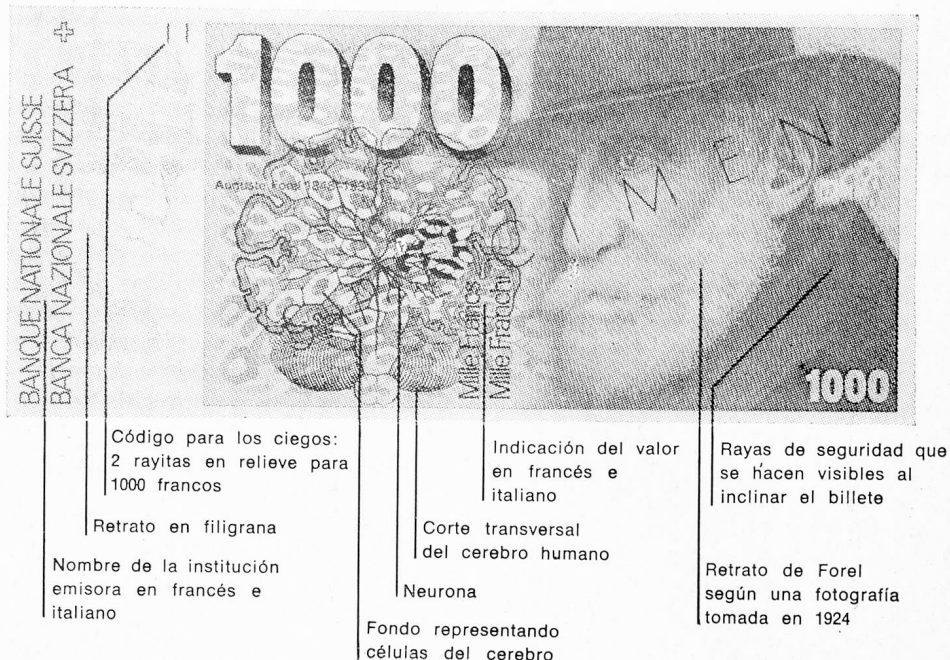 BANQUE NATIONALE SUISSE
BANCA NAZIONALE SVIZZERA
1000
Auguste Forel 1848-1931
Mille Francs
Mille Franchi
IMEN
1000
Código para los ciegos:
2 rayitas en relieve para
1000 francos
Retrato en filigrana
Nombre de la institución
emisora en francés e
italiano
Indicación del valor
en francés e
italiano
Corte transversal
del cerebro humano
Neurona
Fondo representando
células del cerebro
Rayas de seguridad que
se hacen visibles al
inclinar el billete
Retrato de Forel
según una fotografía
tomada en 1924